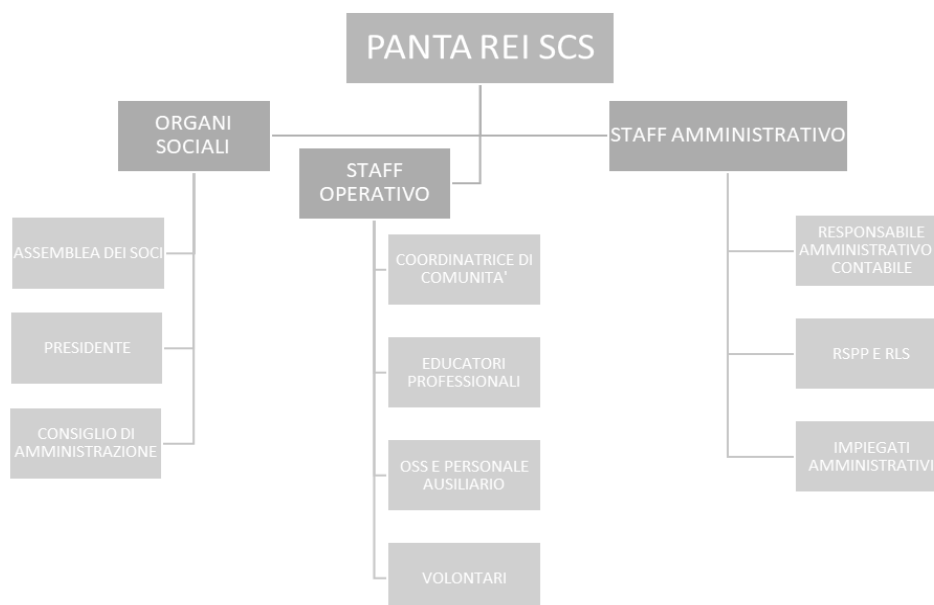 PANTA REI SCS
ORGANI
SOCIALI
ASSEMBLEA DEI SOCI
PRESIDENTE
CONSIGLIO DI
AMMINISTRAZIONE
STAFF
OPERATIVO
COORDINATRICE DI
COMUNITA'
EDUCATORI
PROFESSIONALI
OSS E PERSONALE
AUSILIARIO
VOLONTARI
STAFF AMMINISTRATIVO
RESPONSABILE
AMMINISTRATIVO
CONTABILE
RSPP E RLS
IMPIEGATI
AMMINISTRATIVI